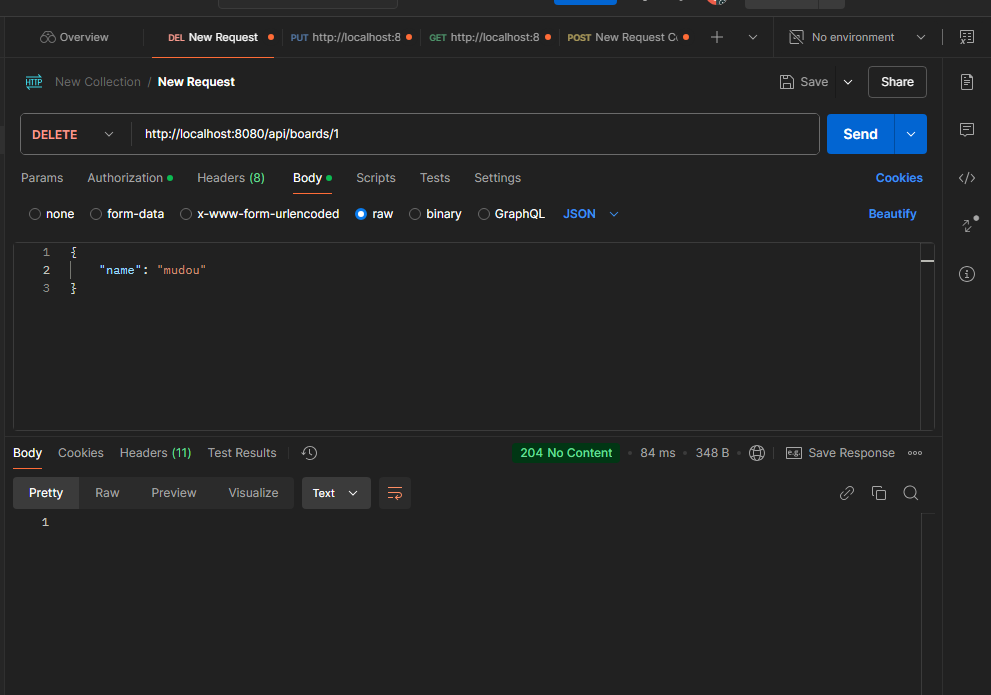 Overview DEL New Request PUT http://localhost:8 GET http://localhost:8 POST New Request Co No environment
HTTP New Collection / New Request Save Share
DELETE http://localhost:8080/api/boards/1 Send
Params Authorization Headers (8) Body Scripts Tests Settings Cookies
none form-data x-www-form-urlencoded raw binary GraphQL JSON Beautify
1 {
2 "name": "mudou"
3 }
Body Cookies Headers (11) Test Results 204 No Content 84 ms 348 B e.g. Save Response
Pretty Raw Preview Visualize Text
1